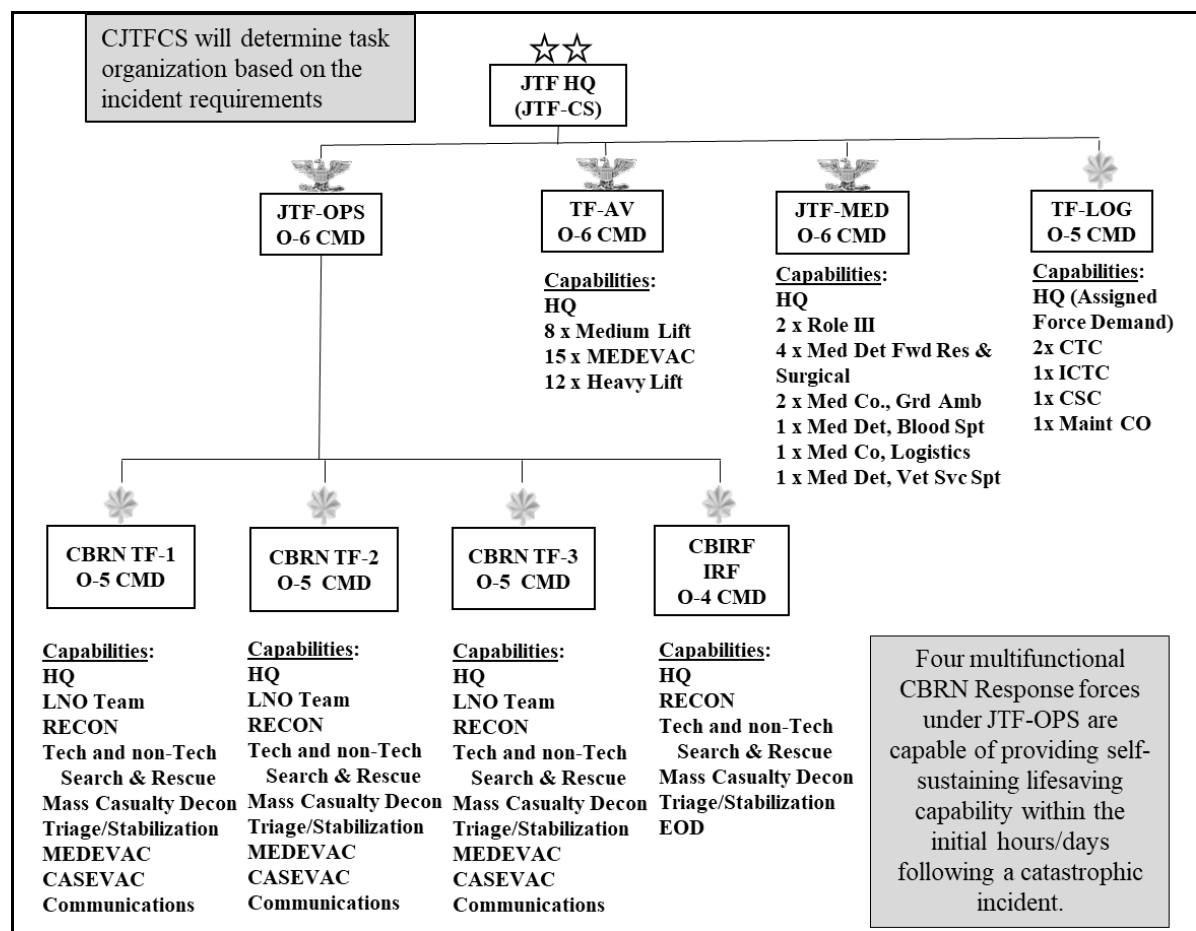 CJTFCS will determine task
organization based on the
incident requirements
JTF HQ
(JTF-CS)
JTF-OPS
O-6 CMD
TF-AV
O-6 CMD
Capabilities:
HQ
8 x Medium Lift
15 x MEDEVAC
12 x Heavy Lift
JTF-MED
O-6 CMD
Capabilities:
HQ
2 x Role III
4 x Med Det Fwd Res &
Surgical
2 x Med Co., Grd Amb
1 x Med Det, Blood Spt
1 x Med Co, Logistics
1 x Med Det, Vet Svc Spt
TF-LOG
O-5 CMD
Capabilities:
HQ (Assigned
Force Demand)
2x CTC
1x ICTC
1x CSC
1x Maint CO
CBRN TF-1
O-5 CMD
Capabilities:
HQ
LNO Team
RECON
Tech and non-Tech
Search & Rescue
Mass Casualty Decon
Triage/Stabilization
MEDEVAC
CASEVAC
Communications
CBRN TF-2
O-5 CMD
Capabilities:
HQ
LNO Team
RECON
Tech and non-Tech
Search & Rescue
Mass Casualty Decon
Triage/Stabilization
MEDEVAC
CASEVAC
Communications
CBRN TF-3
O-5 CMD
Capabilities:
HQ
LNO Team
RECON
Tech and non-Tech
Search & Rescue
Mass Casualty Decon
Triage/Stabilization
MEDEVAC
CASEVAC
Communications
CBIRF
IRF
O-4 CMD
Capabilities:
HQ
RECON
Tech and non-Tech
Search & Rescue
Mass Casualty Decon
Triage/Stabilization
EOD
Four multifunctional
CBRN Response forces
under JTF-OPS are
capable of providing self-
sustaining lifesaving
capability within the
initial hours/days
following a catastrophic
incident.